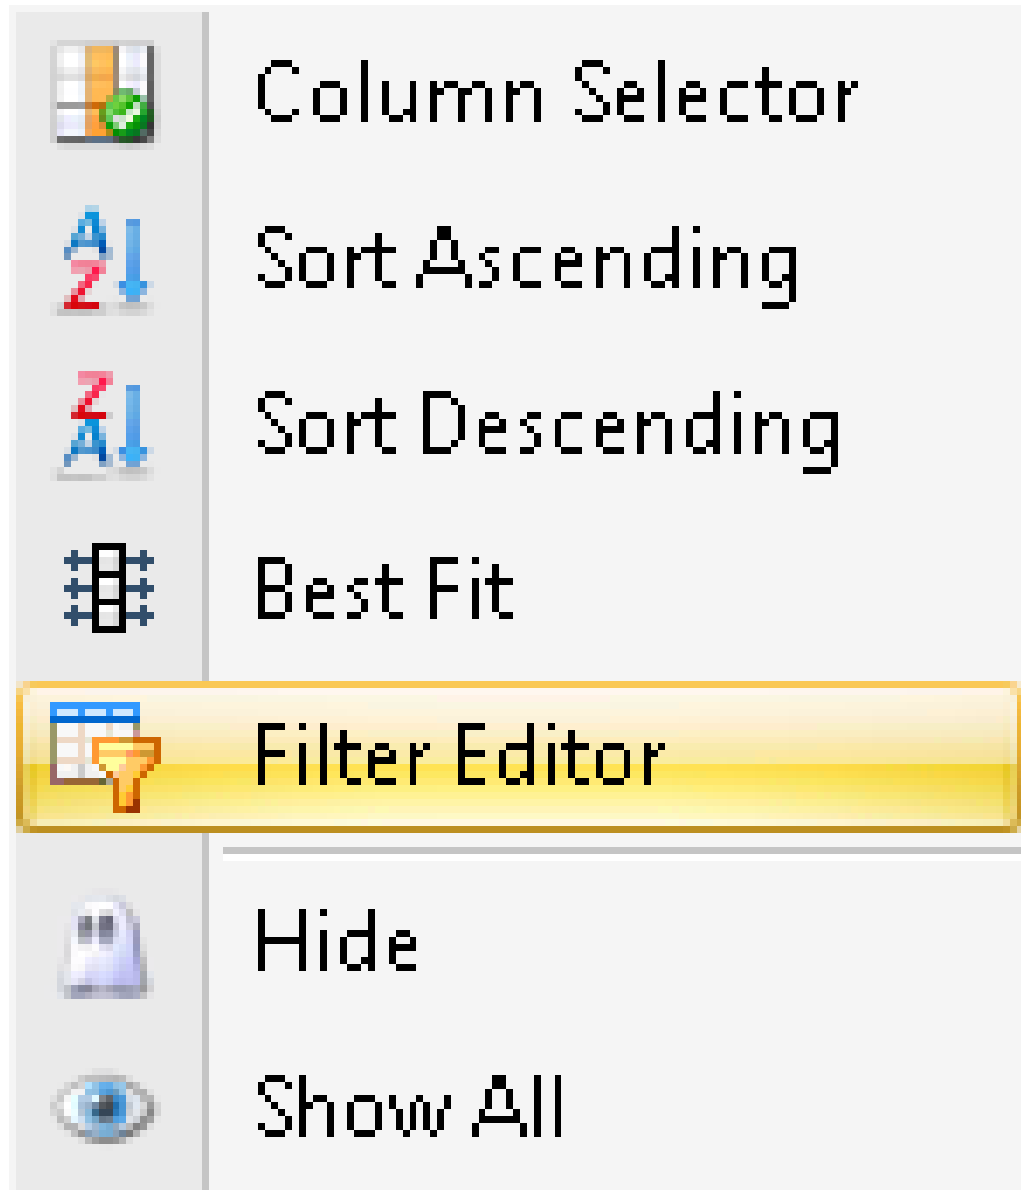 Column Selector
Sort Ascending
Sort Descending
Best Fit
Filter Editor
Hide
Show All